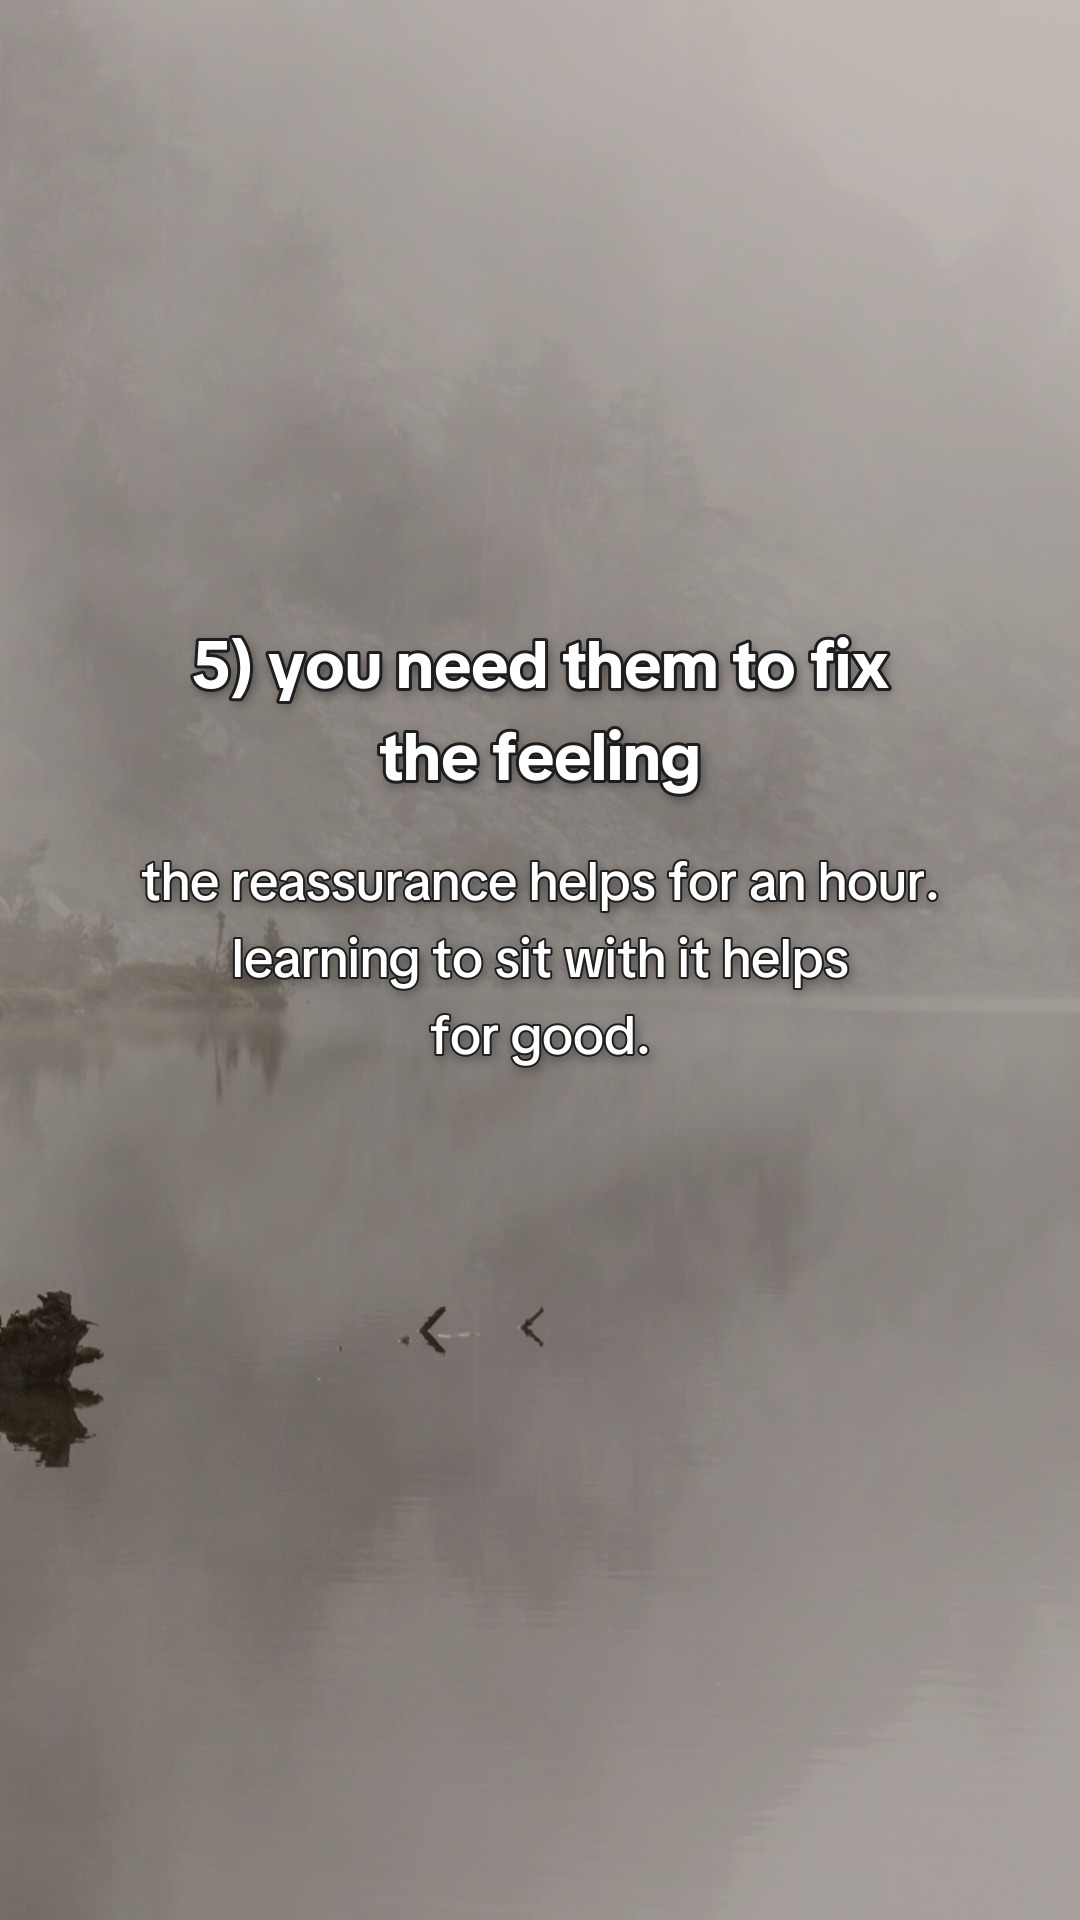 5) you need them to fix
the feeling
the reassurance helps for an hour.
learning to sit with it helps
for good.